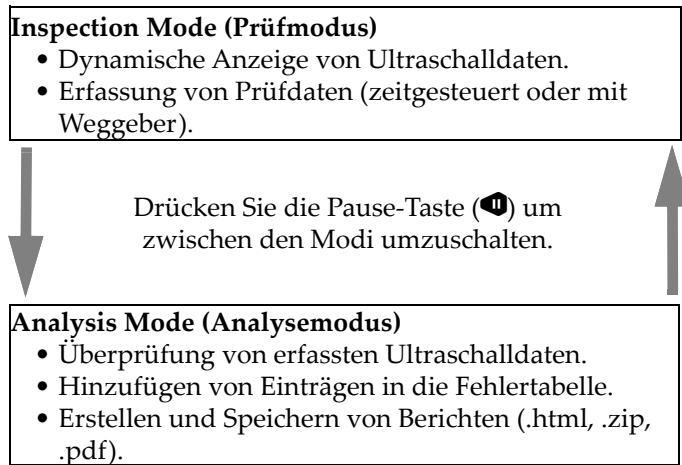 Inspection Mode (Prüfmodus)
• Dynamische Anzeige von Ultraschalldaten.
• Erfassung von Prüfdaten (zeitgesteuert oder mit
Weggeber).
Drücken Sie die Pause-Taste (⏸) um
zwischen den Modi umzuschalten.
Analysis Mode (Analysemodus)
• Überprüfung von erfassten Ultraschalldaten.
• Hinzufügen von Einträgen in die Fehlertabelle.
• Erstellen und Speichern von Berichten (.html, .zip,
.pdf).